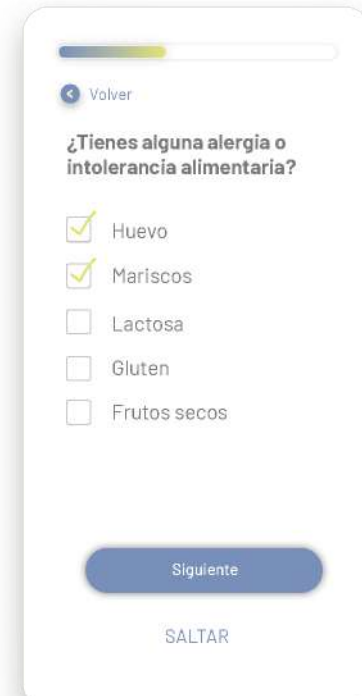 Volver
¿Tienes alguna alergia o
intolerancia alimentaria?
Huevo
Mariscos
Lactosa
Gluten
Frutos secos
Siguiente
SALTAR